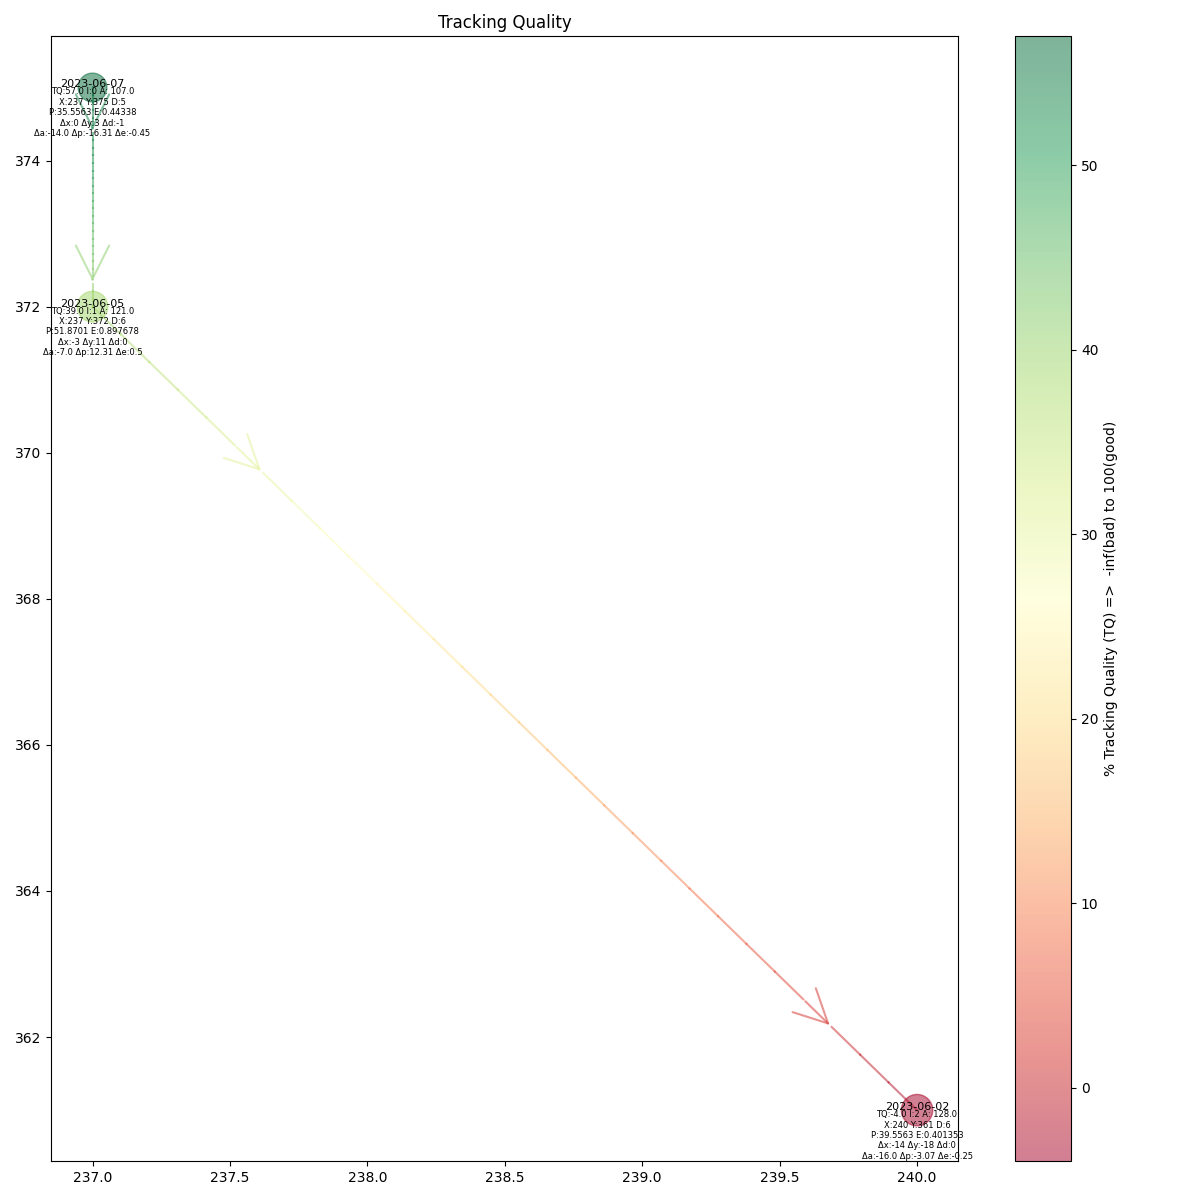 Tracking Quality
2023-06-07
TQ:57.0 I:0 A: 107.0
X:237 Y:375 D:5
P:35.5563 E:0.44338
Δx:0 Δy:3 Δd:-1
Δa:-14.0 Δp:-16.31 Δe:-0.45
2023-06-05
TQ:39.0 I:1 A: 121.0
X:237 Y:372 D:6
P:51.8701 E:0.897678
Δx:-3 Δy:11 Δd:0
Δa:-7.0 Δp:12.31 Δe:0.5
2023-06-02
TQ:-4.0 I:2 A: 128.0
X:240 Y:361 D:6
P:39.5563 E:0.401353
Δx:-14 Δy:-18 Δd:0
Δa:-16.0 Δp:-3.07 Δe:-0.25
374
372
370
368
366
364
362
237.0 237.5 238.0 238.5 239.0 239.5 240.0
50
40
30
20
10
0
% Tracking Quality (TQ) =>  -inf(bad) to 100(good)